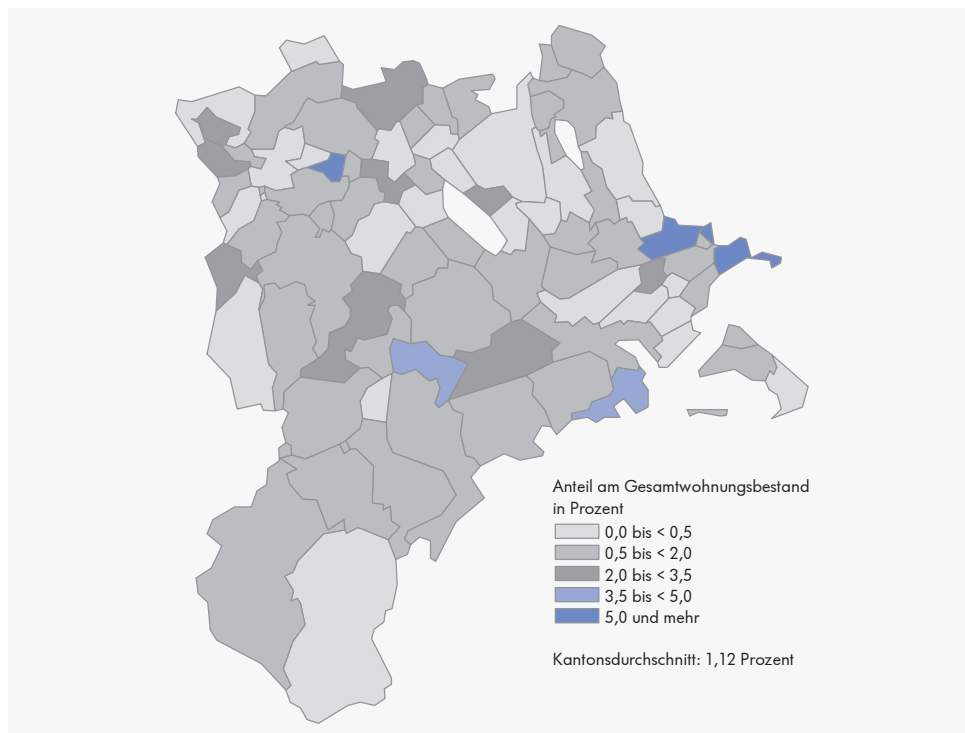 Anteil am Gesamtwohnungsbestand
in Prozent
0,0 bis < 0,5
0,5 bis < 2,0
2,0 bis < 3,5
3,5 bis < 5,0
5,0 und mehr
Kantonsdurchschnitt: 1,12 Prozent